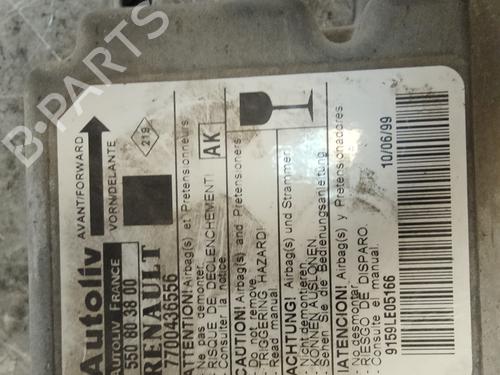 B-PARTS
Autoliv
AUTOLIV FRANCE
550 80 38 00
RENAULT
7700436556
AVANT/FORWARD
VORN/DELANTE
219
ATTENTION! Airbag(s) et Pretensionneurs
- Ne pas demonter.
- RISQUE DE DECLENCHEMENT!
- Consulter la notice
AK
CAUTION! Airbag(s) and Pretensioners
- Do not remove.
- TRIGGERING HAZARD!
- Read manual.
ACHTUNG! Airbag(s) und Strammer
- Nicht demontieren.
- KÖNNEN AUSLÖSEN.
- Sehen Sie die Bedienungsanleitung
¡ATENCION! Airbag(s) y Pretensionadores
- No desmontar.
- RIESGO DE DISPARO.
- Consulte el manual.
9159LE05166
10/06/99